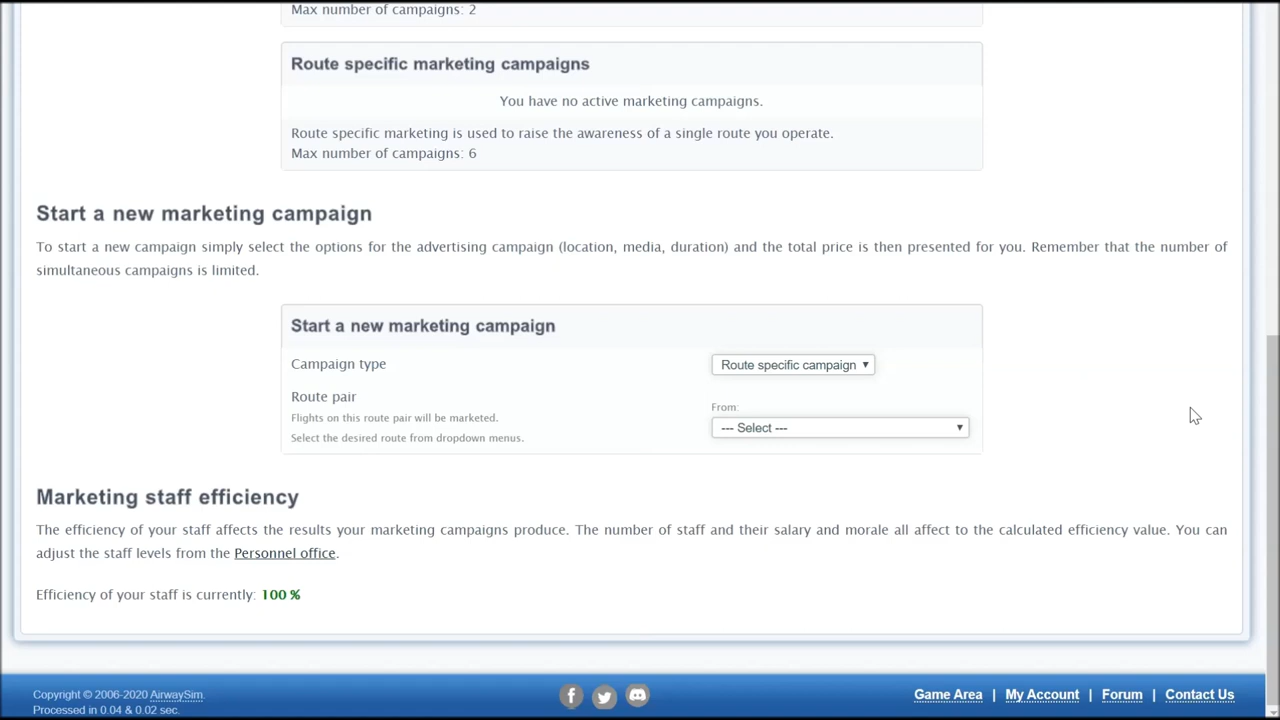 Max number of campaigns: 2
Route specific marketing campaigns
You have no active marketing campaigns.
Route specific marketing is used to raise the awareness of a single route you operate.
Max number of campaigns: 6
Start a new marketing campaign
To start a new campaign simply select the options for the advertising campaign (location, media, duration) and the total price is then presented for you. Remember that the number of
simultaneous campaigns is limited.
Start a new marketing campaign
Campaign type
Route specific campaign
Route pair
Flights on this route pair will be marketed.
Select the desired route from dropdown menus.
From:
--- Select ---
Marketing staff efficiency
The efficiency of your staff affects the results your marketing campaigns produce. The number of staff and their salary and morale all affect to the calculated efficiency value. You can
adjust the staff levels from the Personnel office.
Efficiency of your staff is currently: 100 %
Copyright © 2006-2020 AirwaySim.
Processed in 0.04 & 0.02 sec.
Game Area | My Account | Forum | Contact Us